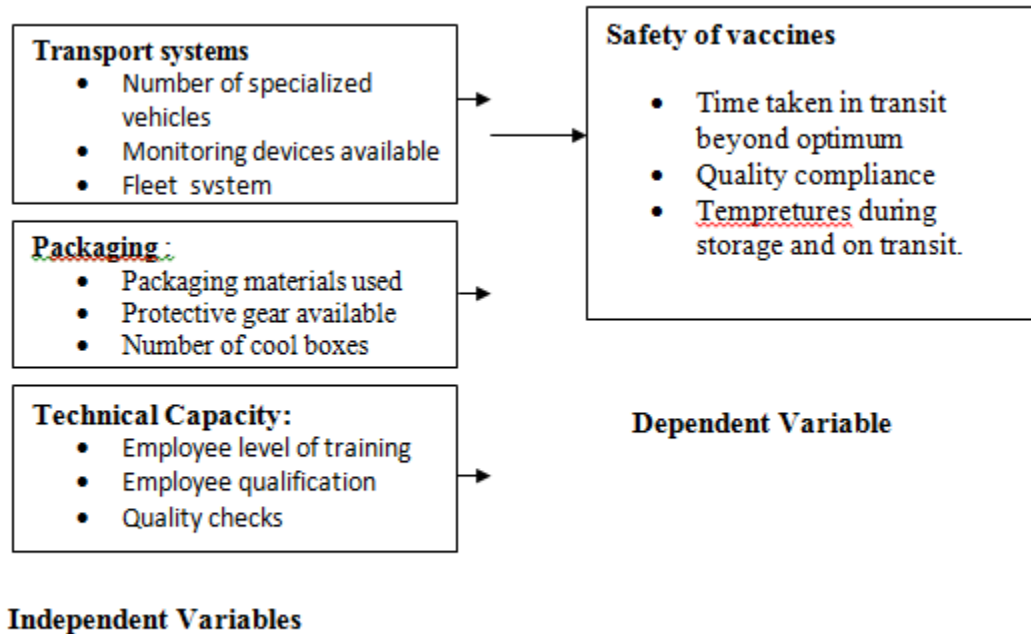 Transport systems
• Number of specialized
vehicles
• Monitoring devices available
• Fleet system
Packaging :
• Packaging materials used
• Protective gear available
• Number of cool boxes
Technical Capacity:
• Employee level of training
• Employee qualification
• Quality checks
Independent Variables
Safety of vaccines
• Time taken in transit
beyond optimum
• Quality compliance
• Tempretures during
storage and on transit.
Dependent Variable